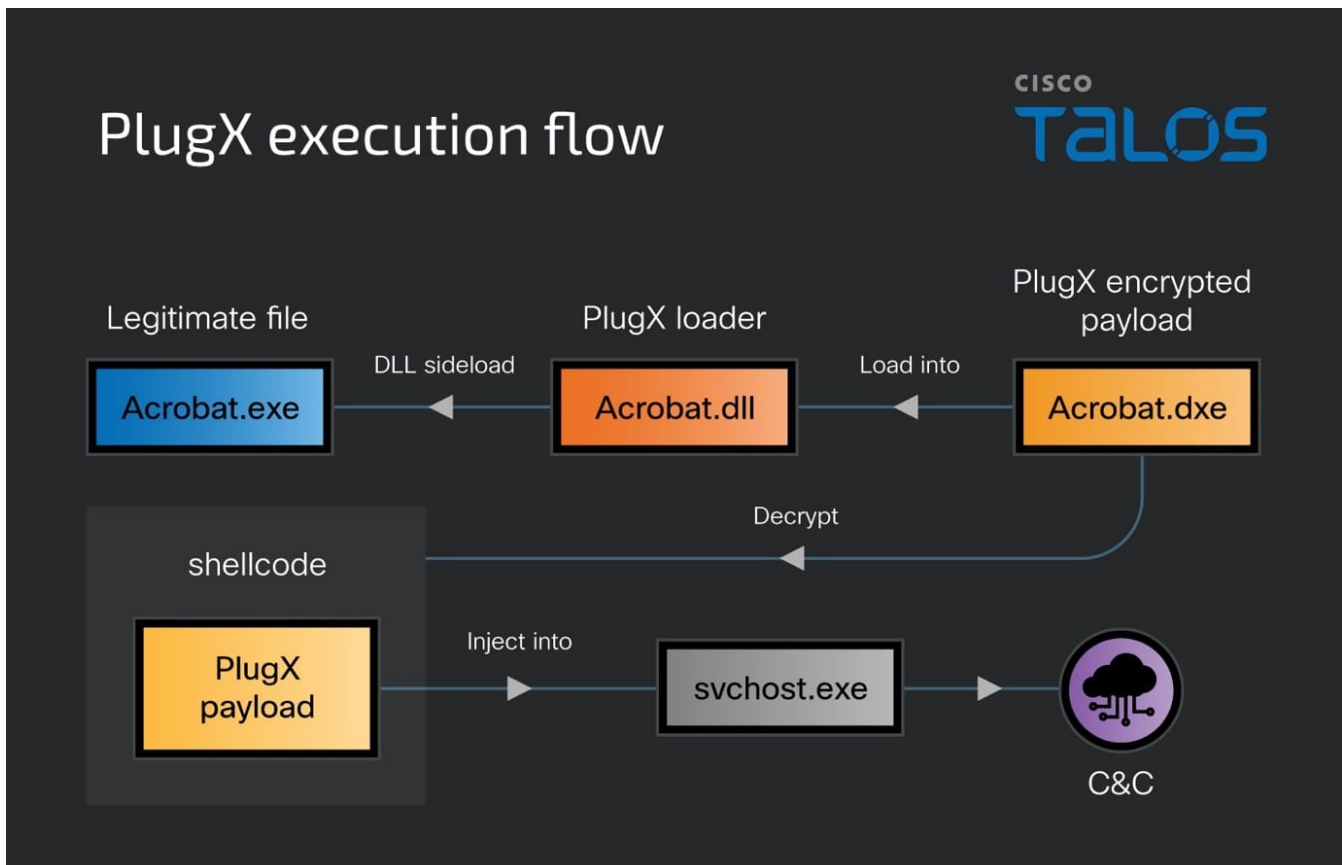 PlugX execution flow
CISCO
TALOS
Legitimate file
Acrobat.exe
DLL sideload
PlugX loader
Acrobat.dll
Load into
PlugX encrypted
payload
Acrobat.dxe
Decrypt
shellcode
PlugX
payload
Inject into
svchost.exe
C&C